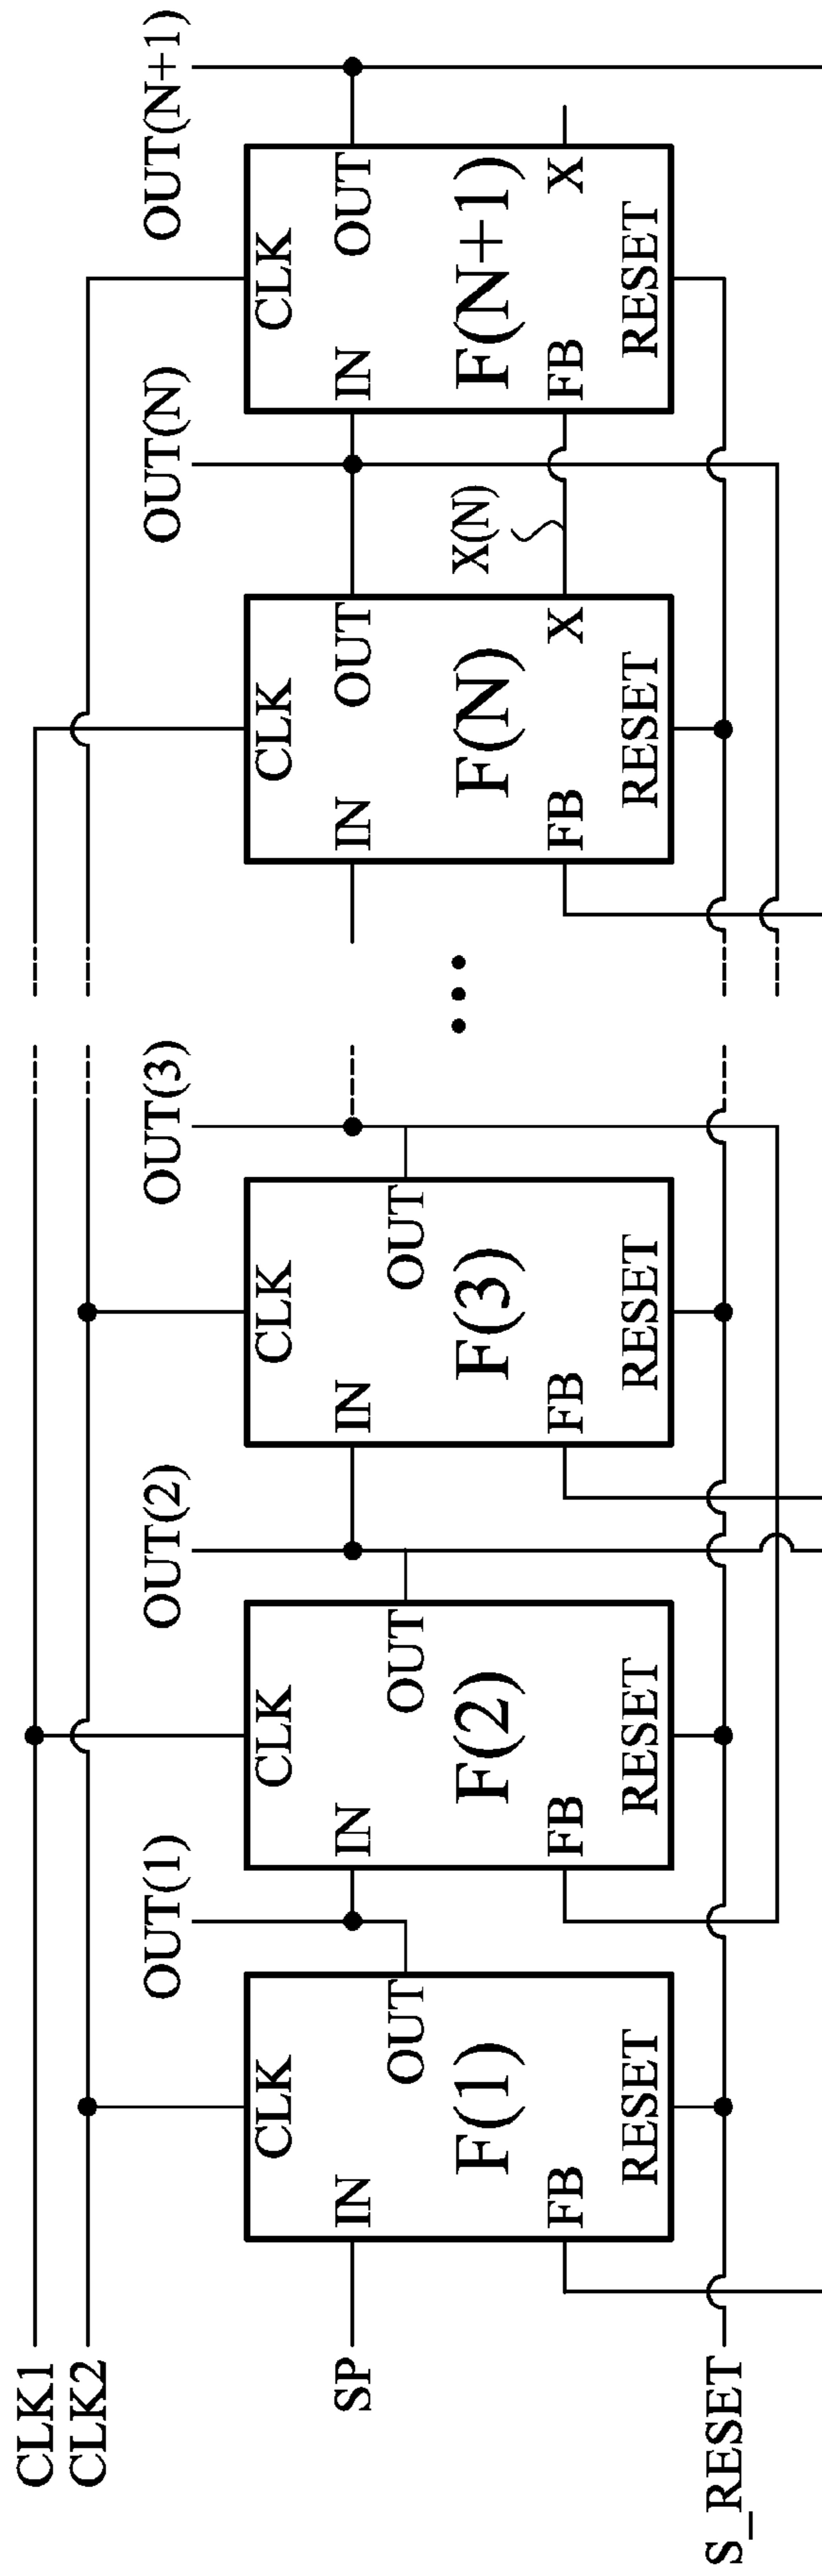 CLK1
CLK2
SP
S_RESET
OUT(1)
OUT(2)
OUT(3)
OUT(N)
OUT(N+1)
CLK
IN
OUT
F(1)
FB
RESET
CLK
IN
OUT
F(2)
FB
RESET
CLK
IN
OUT
F(3)
FB
RESET
CLK
IN
OUT
F(N)
FB
X
RESET
X(N)
CLK
IN
OUT
F(N+1)
FB
X
RESET